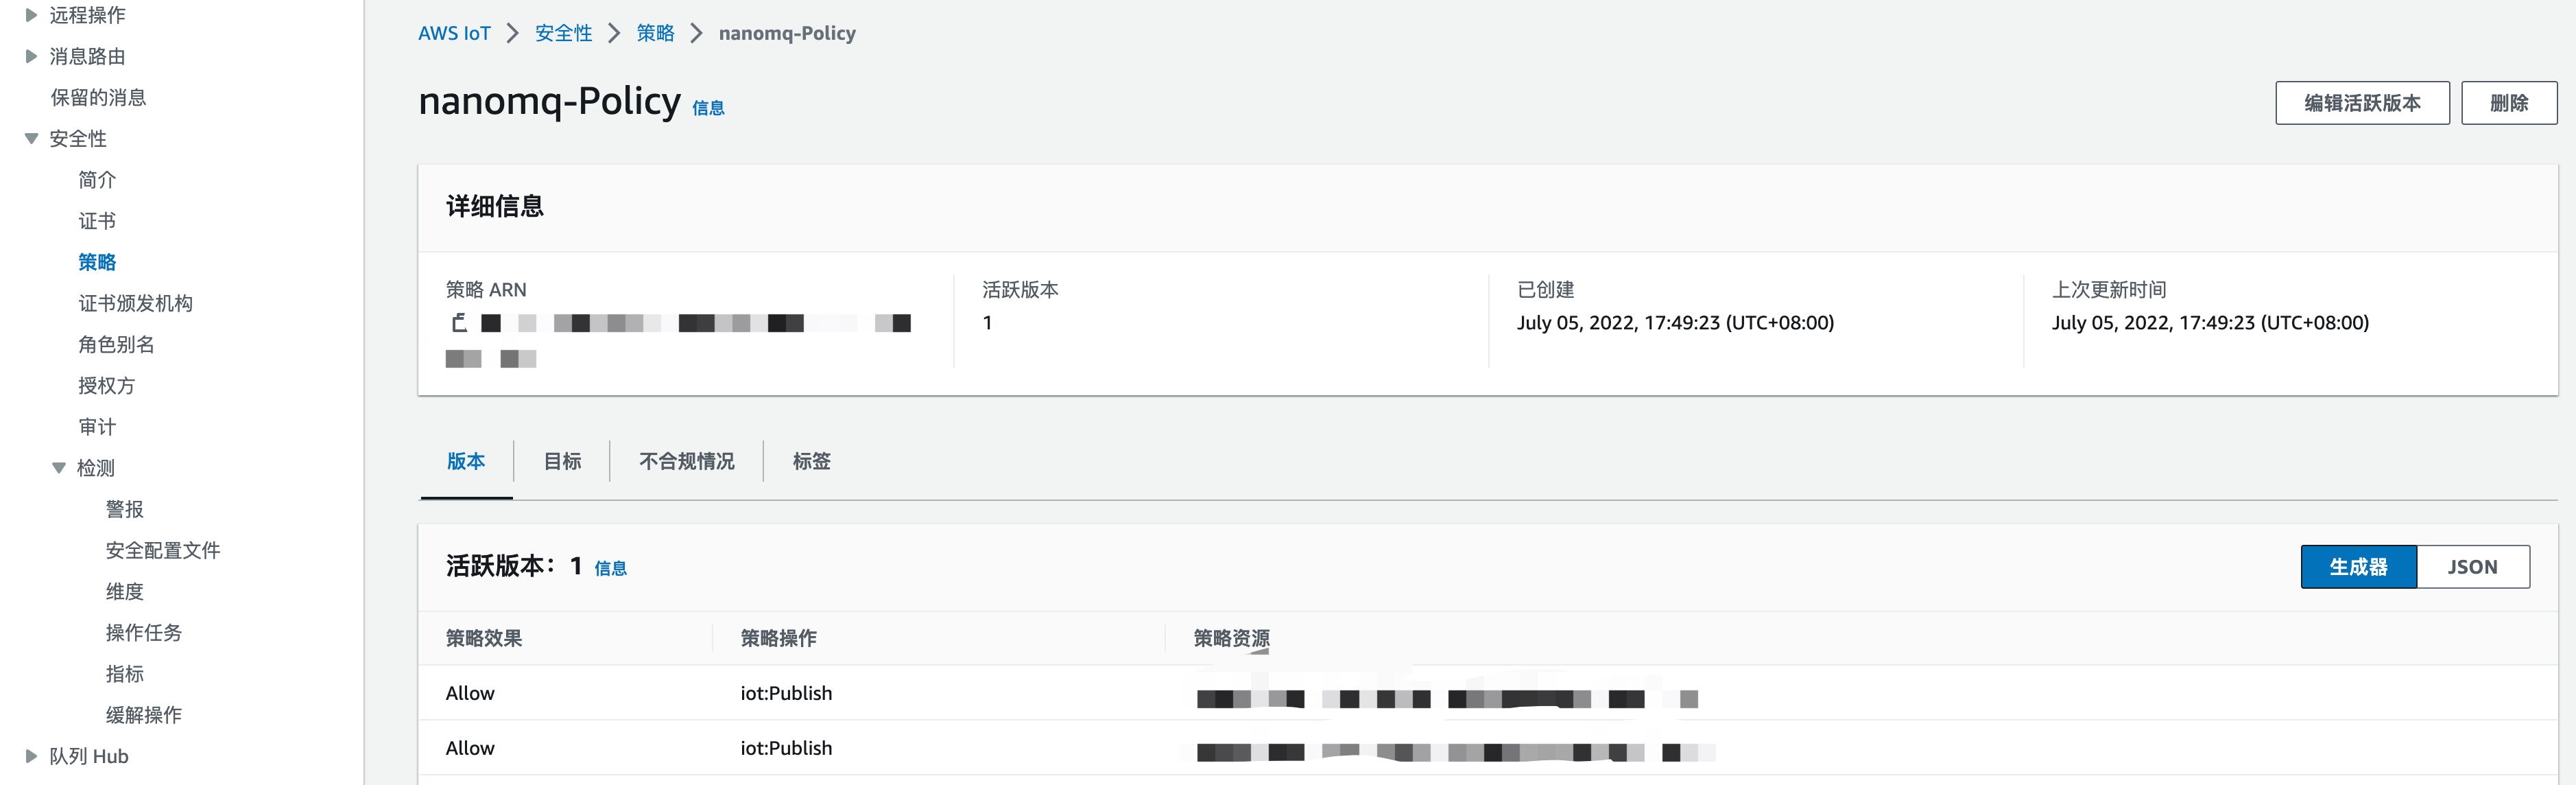 远程操作
消息路由
保留的消息
安全性
简介
证书
策略
证书颁发机构
角色别名
授权方
审计
检测
警报
安全配置文件
维度
操作任务
指标
缓解操作
队列 Hub
AWS IoT 安全性 策略 nanomq-Policy
nanomq-Policy 信息
编辑活跃版本 删除
详细信息
策略 ARN
活跃版本
1
已创建
July 05, 2022, 17:49:23 (UTC+08:00)
上次更新时间
July 05, 2022, 17:49:23 (UTC+08:00)
版本 目标 不合规情况 标签
活跃版本：1 信息
生成器 JSON
策略效果 策略操作 策略资源
Allow iot:Publish
Allow iot:Publish